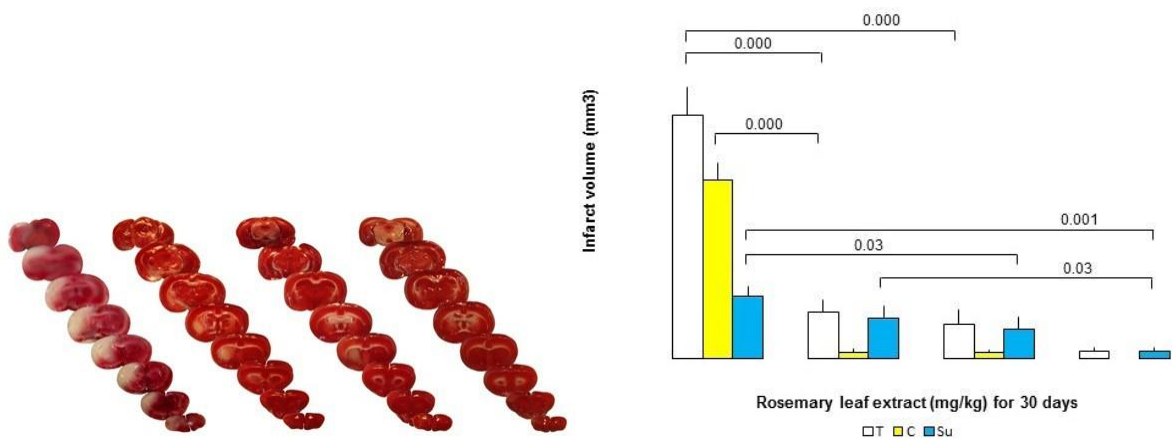 0.000
0.000
0.000
0.001
0.03
0.03
Infarct volume (mm3)
Rosemary leaf extract (mg/kg) for 30 days
T C Su